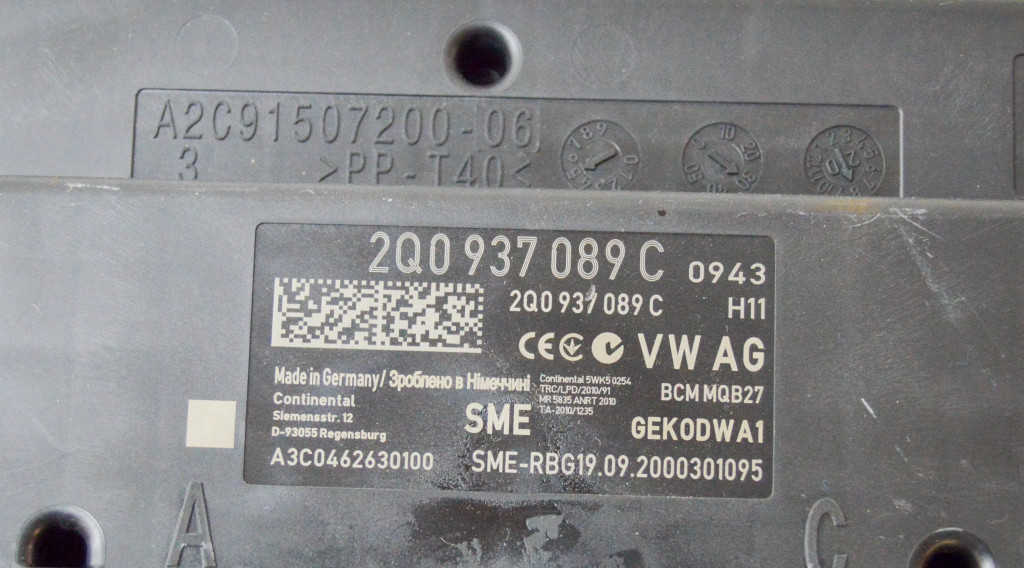 A2C91507200-06
3 >PP-T40<
2Q0 937 089 C 0943
2Q0 937 089 C H11
CE VW AG
Made in Germany/ Зроблено в Німеччині
Continental
Siemensstr. 12
D-93055 Regensburg
SME
Continental 5WK5 0254
TRC/LPD/2010/91
MR 5835 ANRT 2010
TA-2010/1235
BCM MQB27
GEKODWA1
A3C0462630100 SME-RBG19.09.2000301095
A C